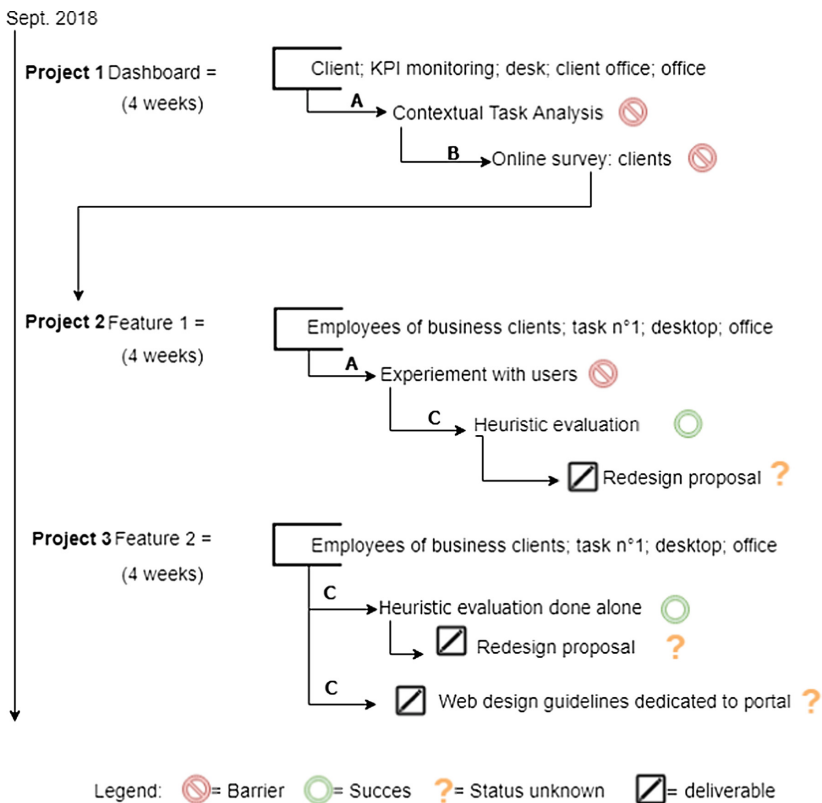 Sept. 2018
Project 1 Dashboard =
(4 weeks)
Client; KPI monitoring; desk; client office; office
A
Contextual Task Analysis
B
Online survey: clients
Project 2 Feature 1 =
(4 weeks)
Employees of business clients; task n°1; desktop; office
A
Experiement with users
C
Heuristic evaluation
Redesign proposal ?
Project 3 Feature 2 =
(4 weeks)
Employees of business clients; task n°1; desktop; office
C
Heuristic evaluation done alone
Redesign proposal ?
C
Web design guidelines dedicated to portal ?
Legend: = Barrier = Succes ? = Status unknown = deliverable